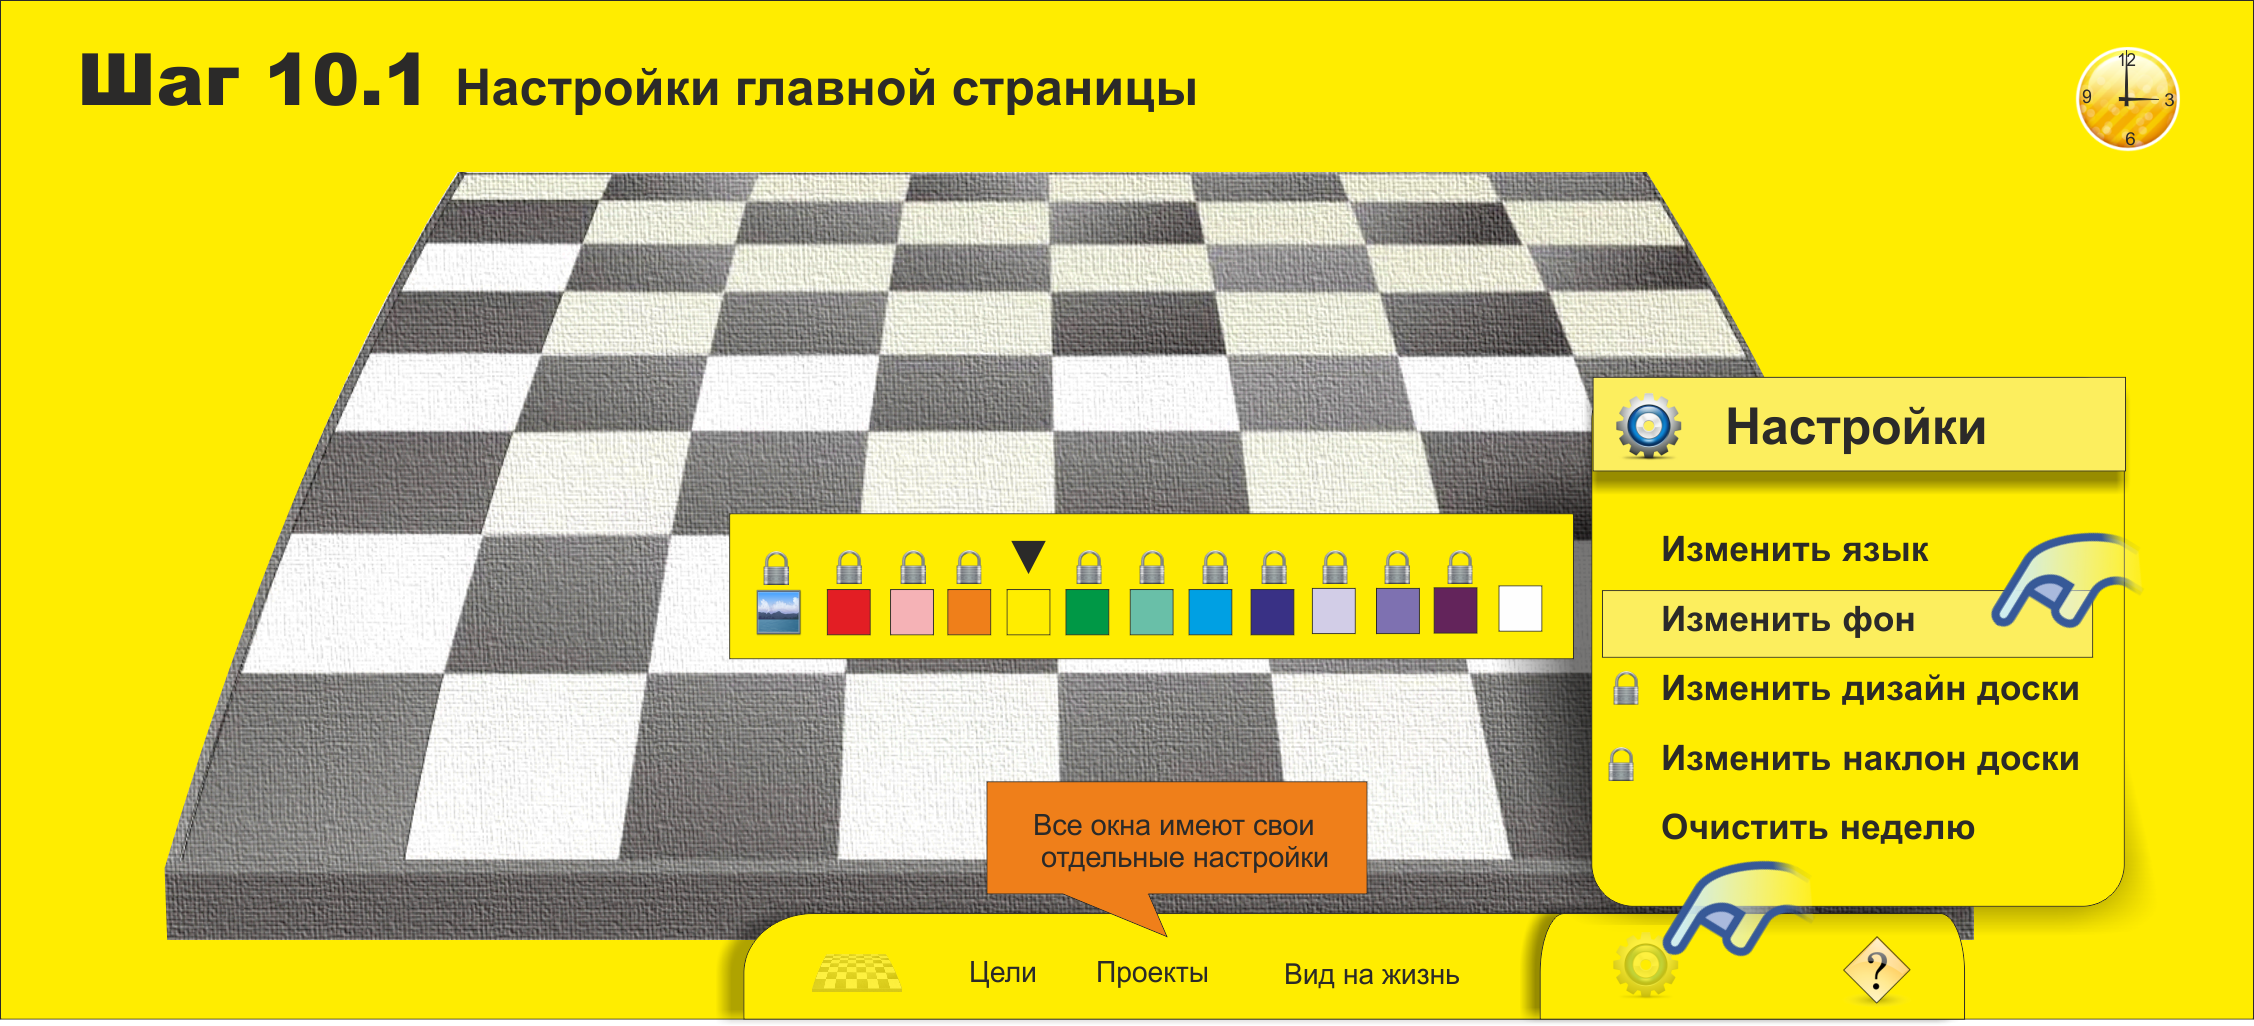 Шаг 10.1 Настройки главной страницы
12
9
3
6
Настройки
Изменить язык
Изменить фон
Изменить дизайн доски
Изменить наклон доски
Очистить неделю
Все окна имеют свои
отдельные настройки
Цели
Проекты
Вид на жизнь
?